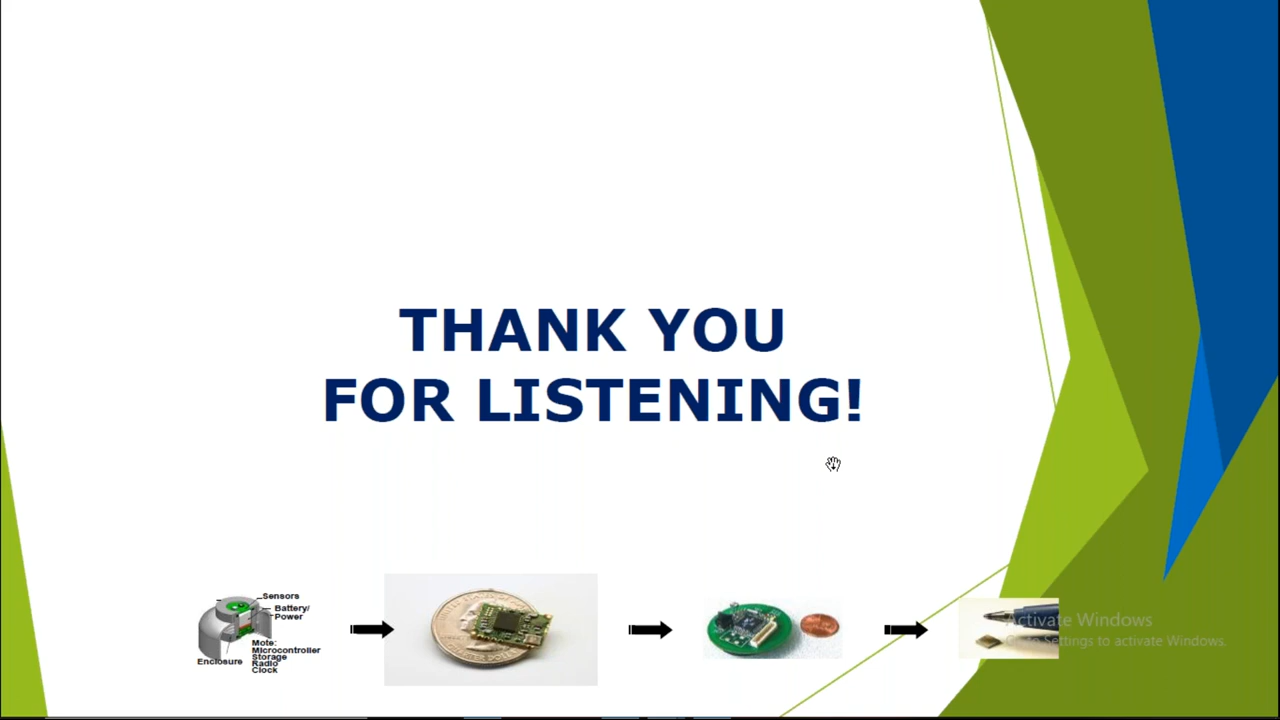 THANK YOU
FOR LISTENING!
Sensors
Battery/
Power
Mote:
Microcontroller
Storage
Radio
Clock
Enclosure
Activate Windows
Go to Settings to activate Windows.